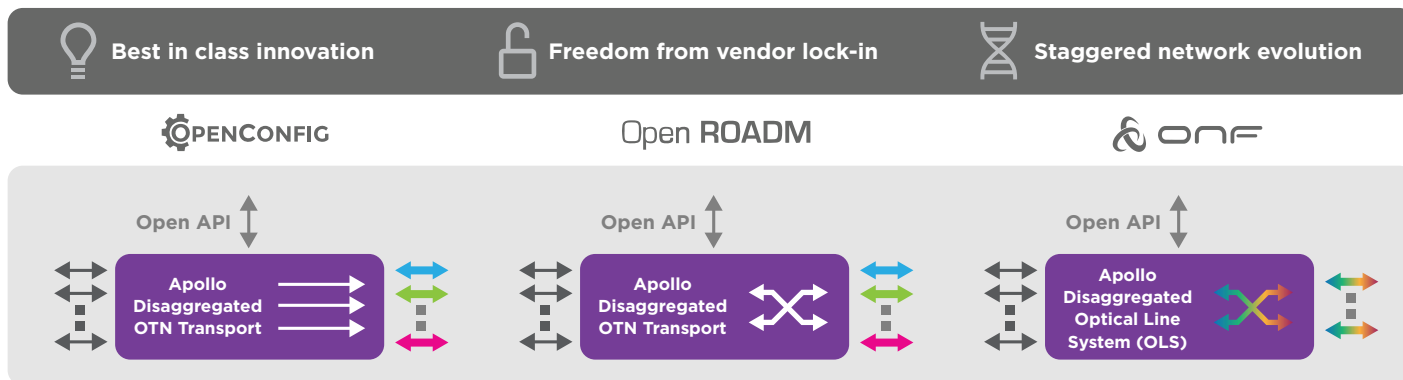 Best in class innovation
Freedom from vendor lock-in
Staggered network evolution
OPENCONFIG
Open ROADM
ONF
Open API
Apollo
Disaggregated
OTN Transport
Open API
Apollo
Disaggregated
OTN Transport
Open API
Apollo
Disaggregated
Optical Line
System (OLS)